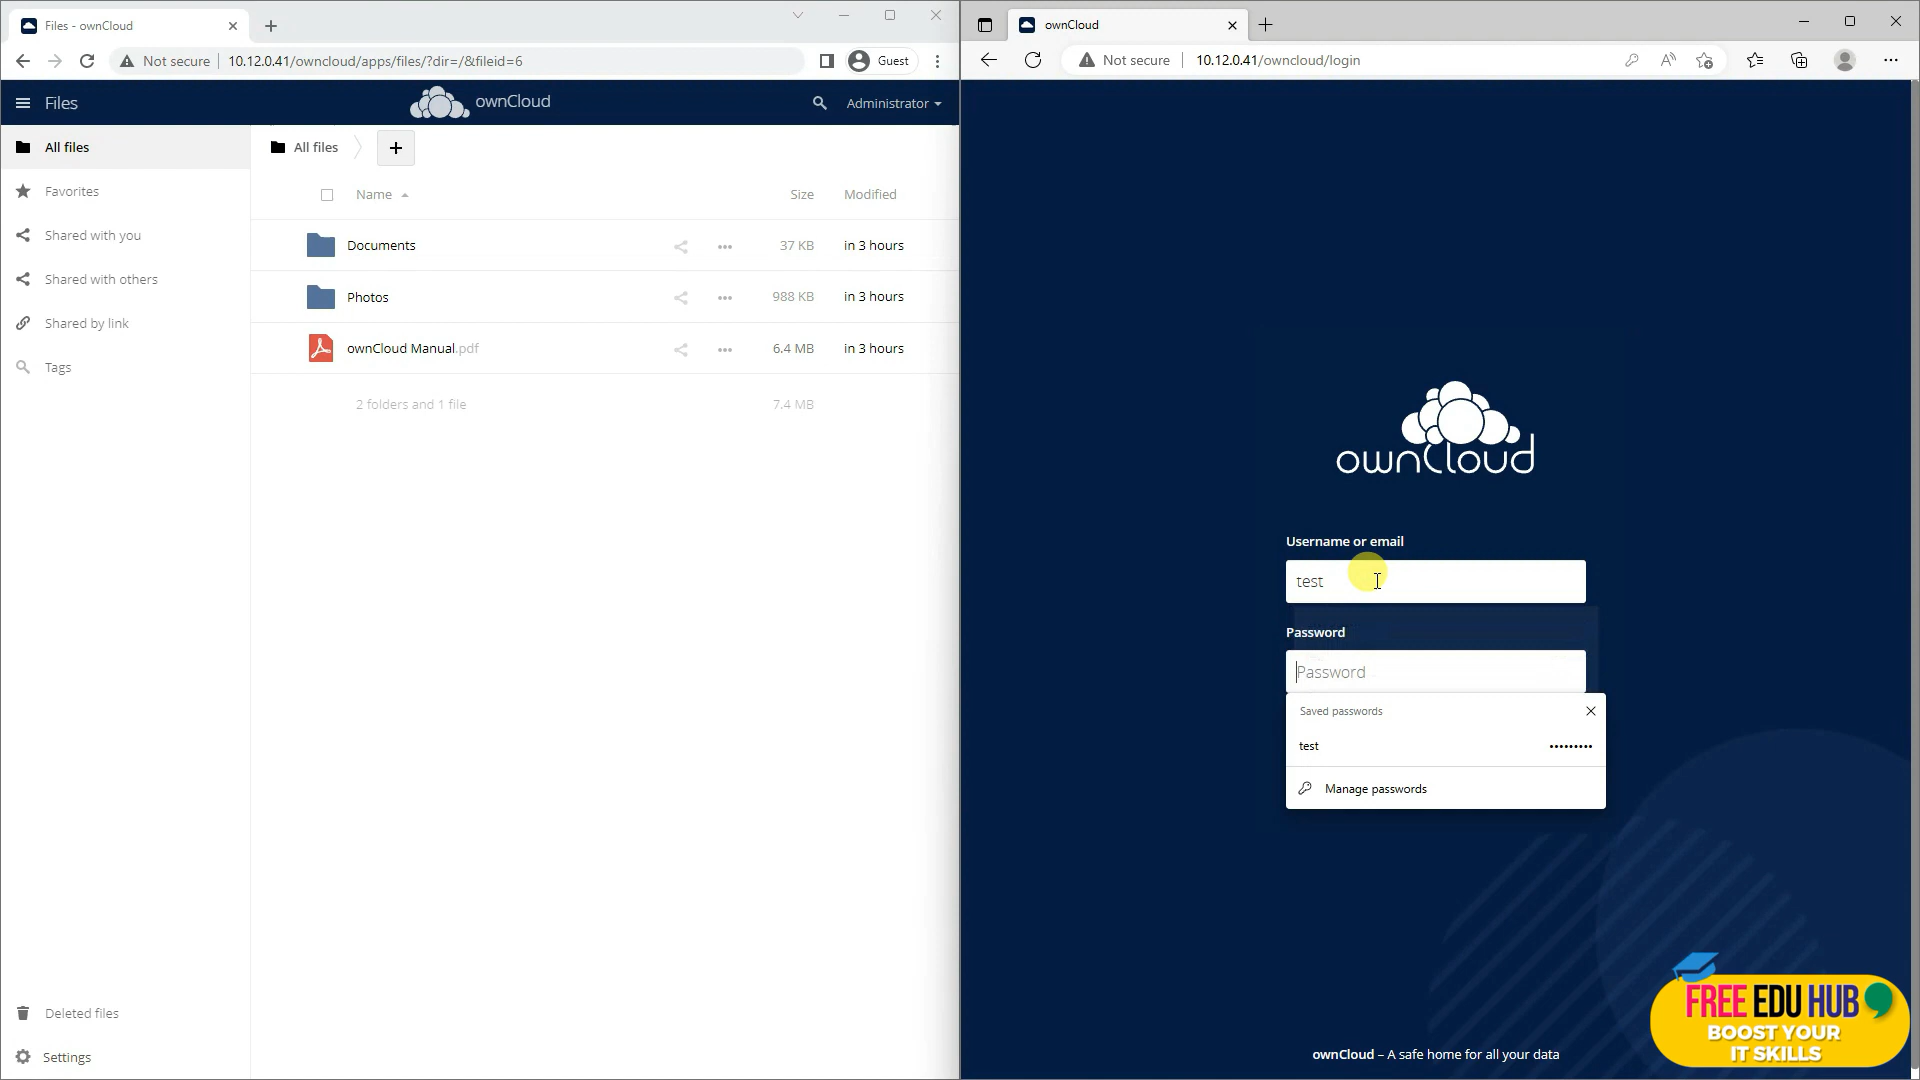 Files - ownCloud
Not secure 10.12.0.41/owncloud/apps/files/?dir=/&fileid=6 Guest
Files ownCloud Administrator
All files
Favorites
Shared with you
Shared with others
Shared by link
Tags
Deleted files
Settings
All files +
Name Size Modified
Documents 37 KB in 3 hours
Photos 988 KB in 3 hours
ownCloud Manual.pdf 6.4 MB in 3 hours
2 folders and 1 file 7.4 MB
ownCloud
Not secure 10.12.0.41/owncloud/login
ownCloud
Username or email
test
Password
Password
Saved passwords
test •••••••••
Manage passwords
ownCloud – A safe home for all your data
FREE EDU HUB
BOOST YOUR
IT SKILLS